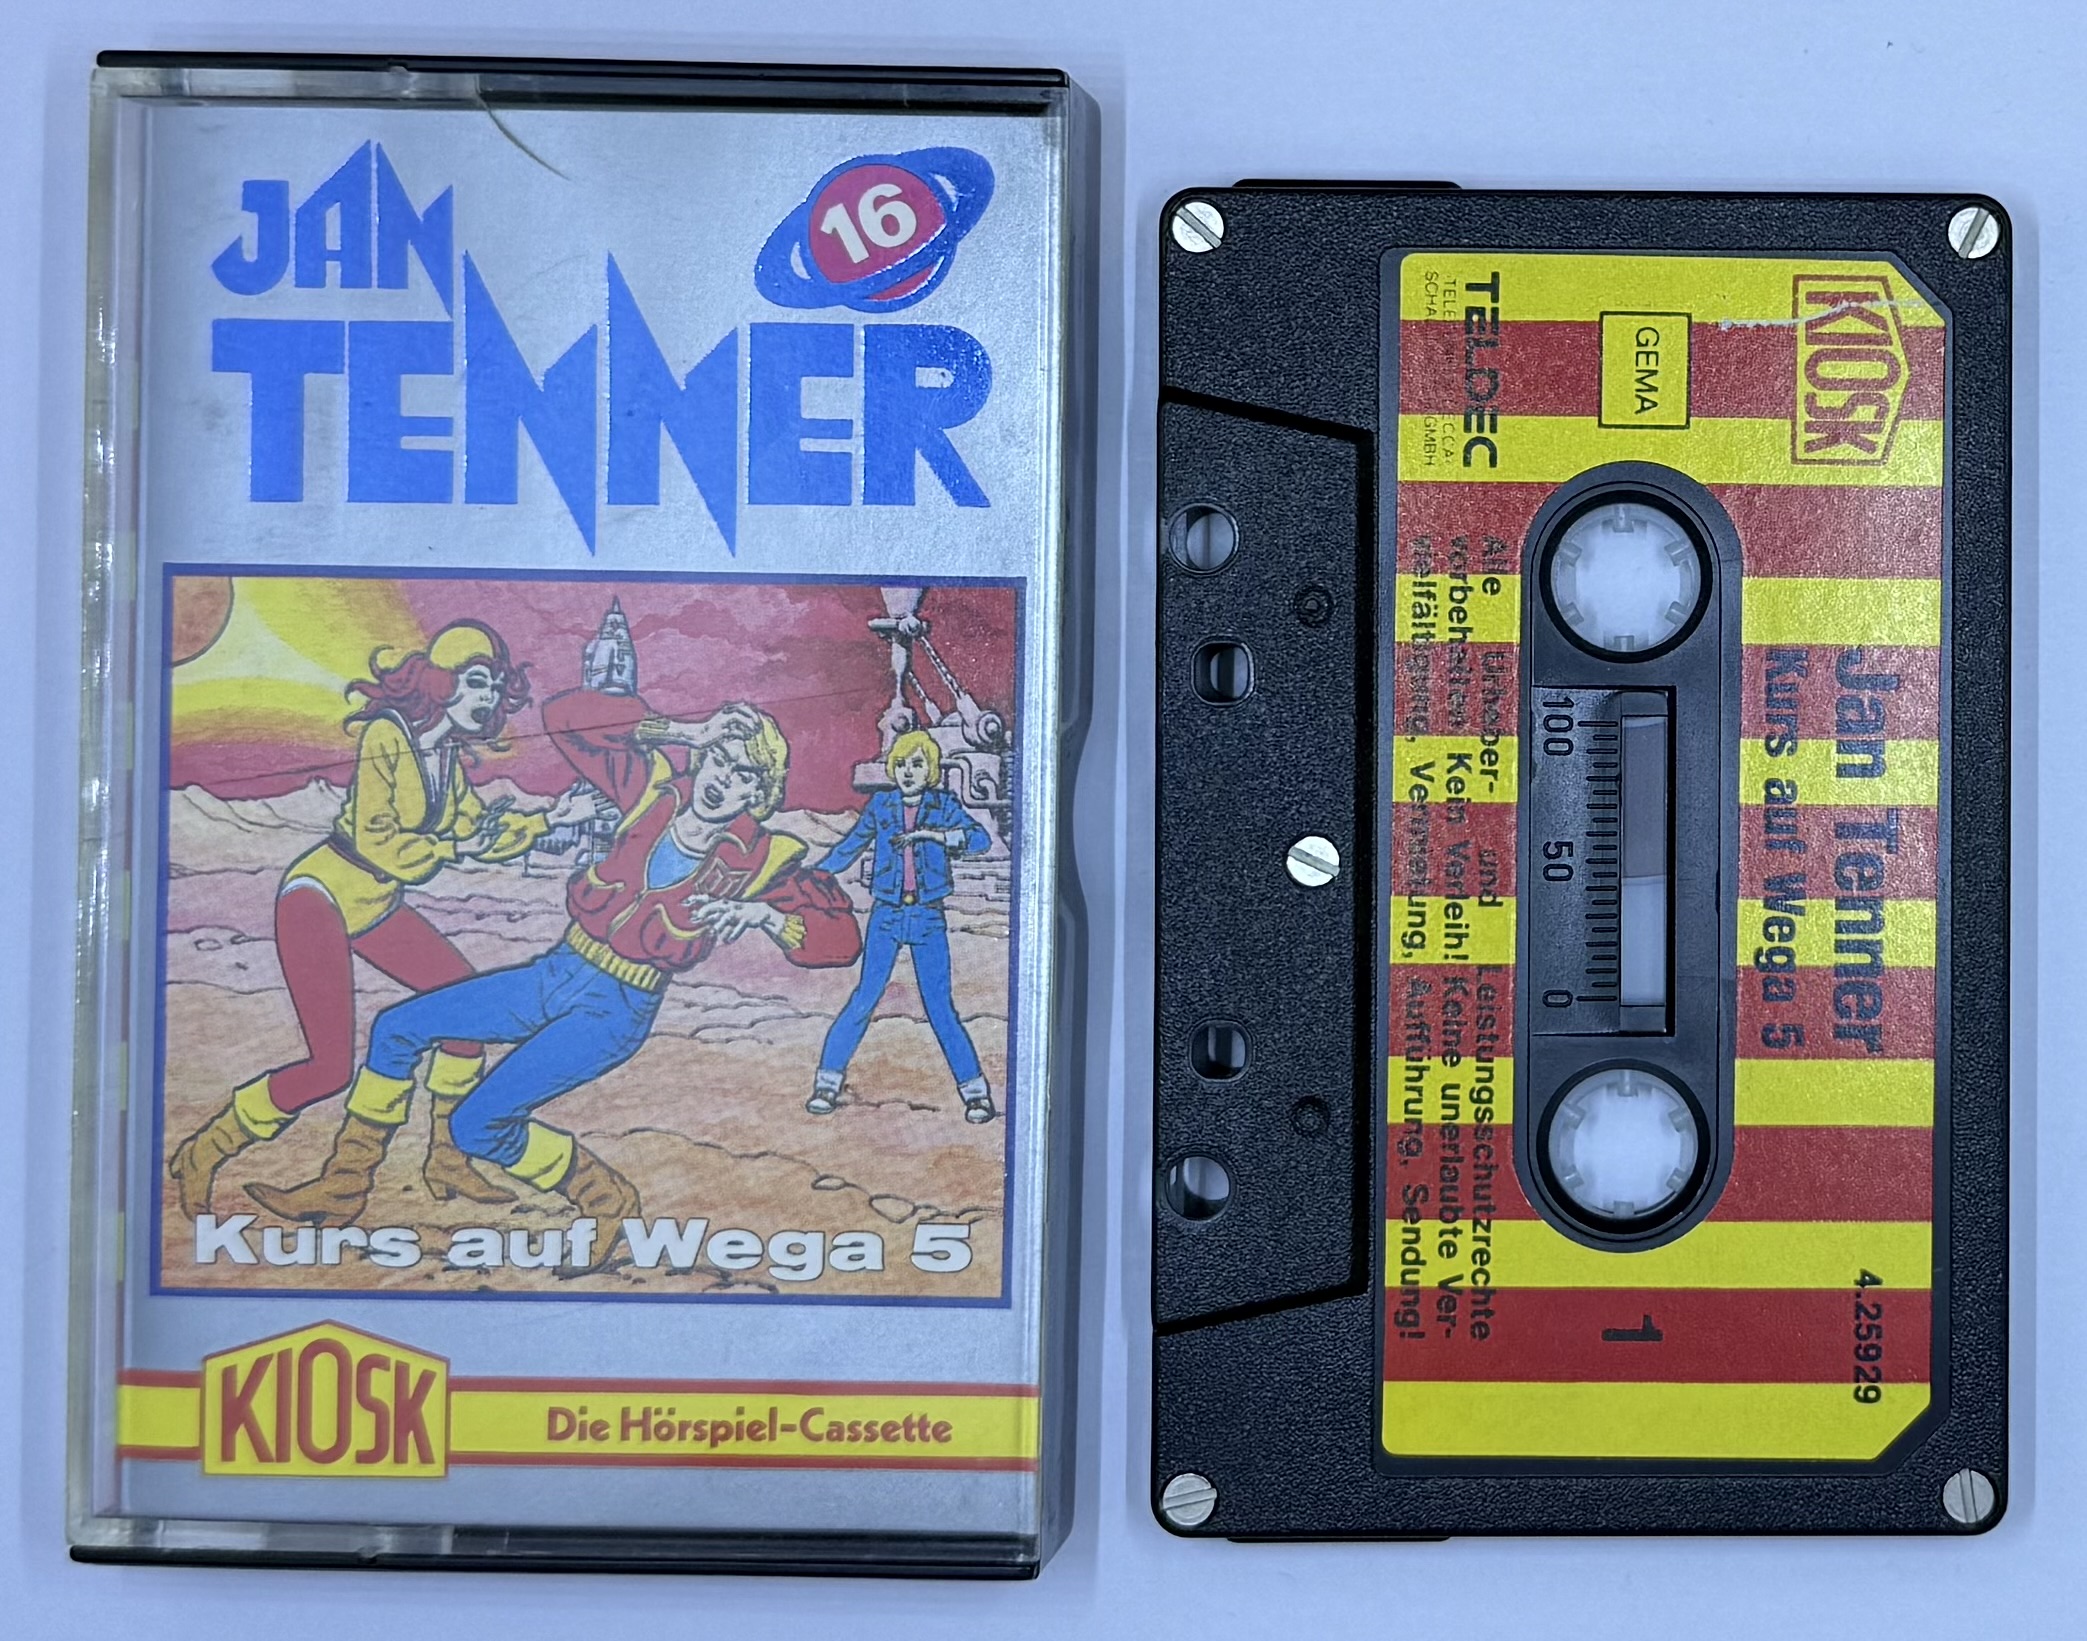 JAN
TENNER
16
Kurs auf Wega 5
KIOSK
Die Hörspiel-Cassette
KIOSK
Jan Tenner
Kurs auf Wega 5
4.25929
GEMA
1
100 50 0
TELDEC
GMBH
Alle Urheber- und Leistungsschutzrechte
vorbehalten. Kein Verleih! Keine unerlaubte Ver-
vielfältigung, Vermietung, Aufführung, Sendung!